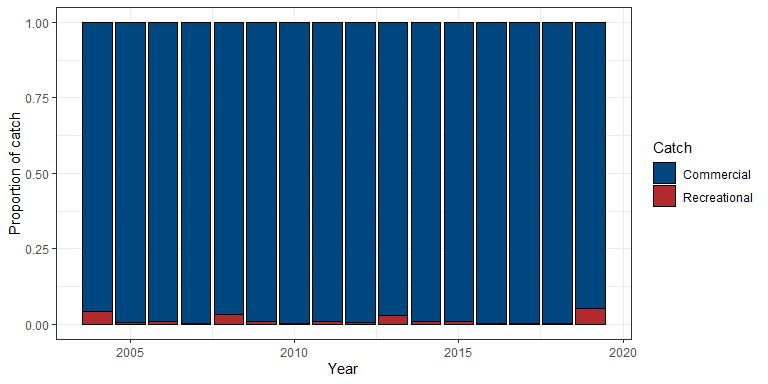 1.00
0.75
0.50
0.25
0.00
Proportion of catch
2005
2010
2015
2020
Year
Catch
Commercial
Recreational